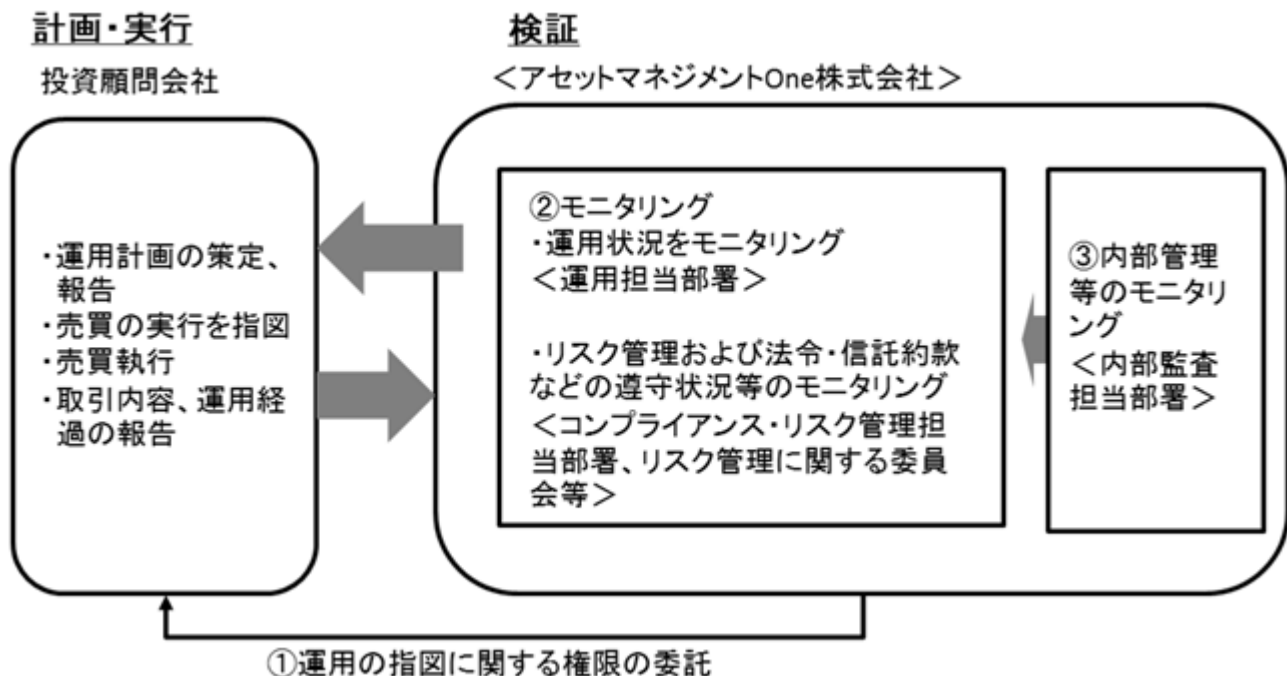 計画・実行
投資顧問会社
・運用計画の策定、
報告
・売買の実行を指図
・売買執行
・取引内容、運用経
過の報告
検証
＜アセットマネジメントOne株式会社＞
②モニタリング
・運用状況をモニタリング
＜運用担当部署＞
・リスク管理および法令・信託約款
などの遵守状況等のモニタリング
＜コンプライアンス・リスク管理担
当部署、リスク管理に関する委員
会等＞
③内部管理
等のモニタリ
ング
＜内部監査
担当部署＞
①運用の指図に関する権限の委託